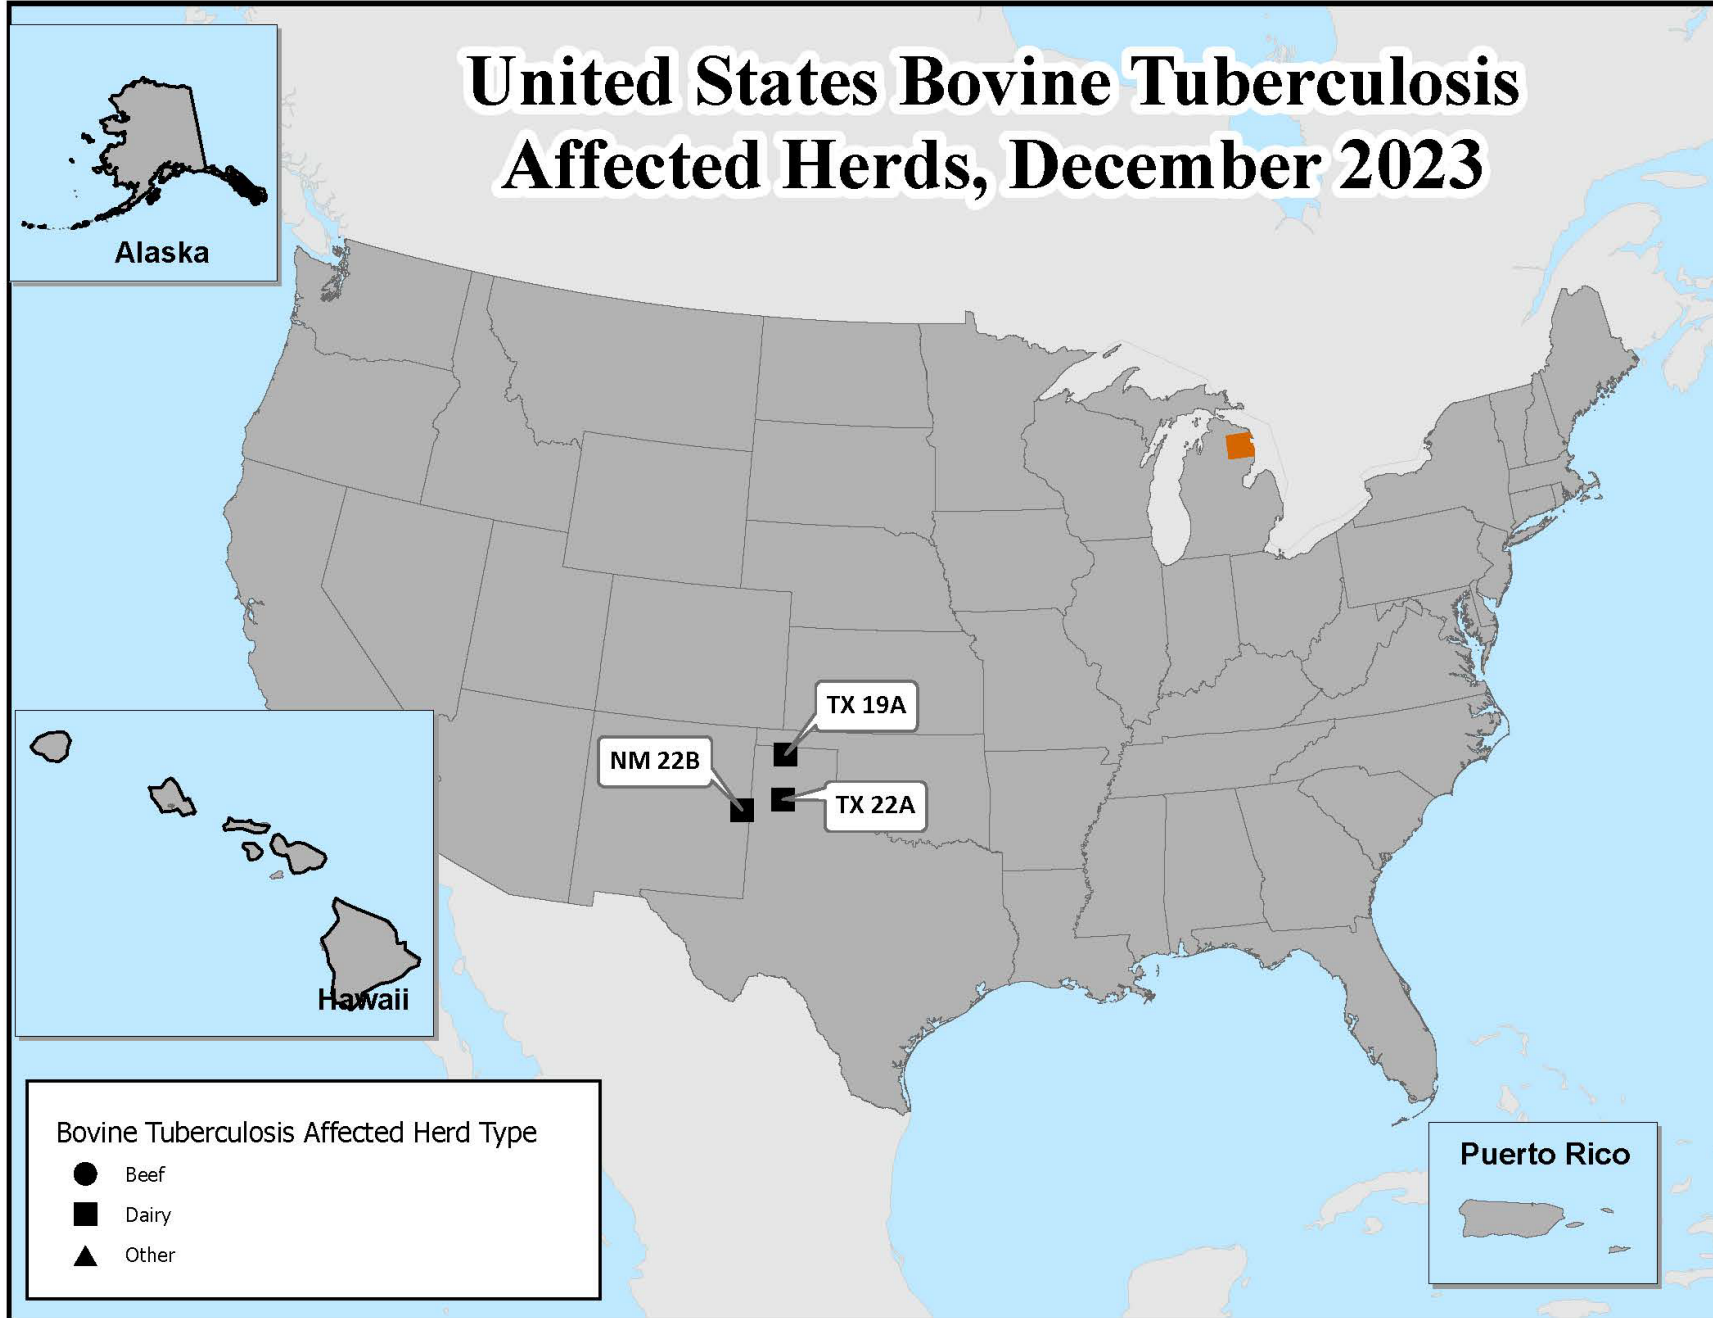 United States Bovine Tuberculosis
Affected Herds, December 2023
Alaska
TX 19A
NM 22B
TX 22A
Hawaii
Bovine Tuberculosis Affected Herd Type
Beef
Dairy
Other
Puerto Rico